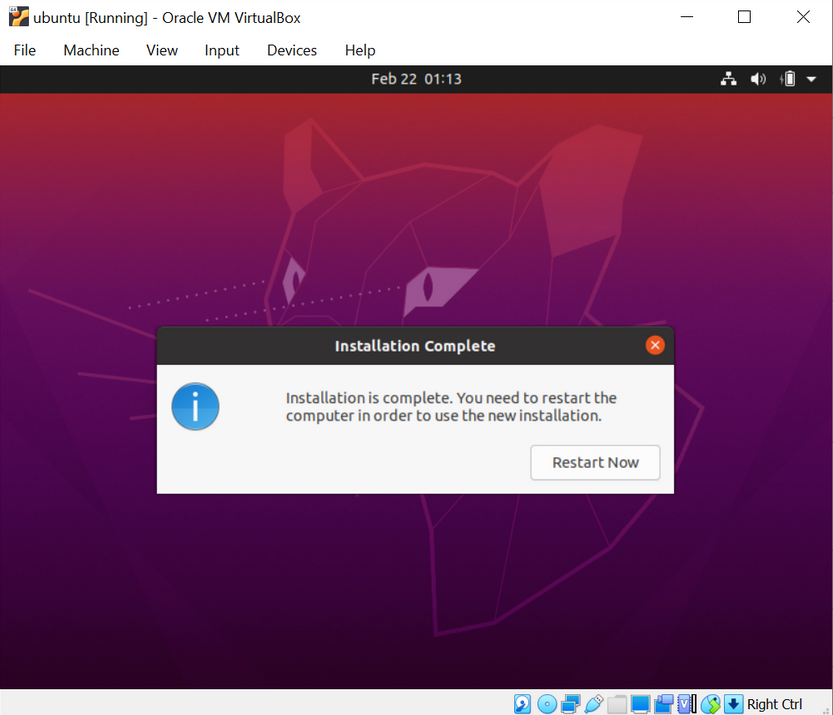 ubuntu [Running] - Oracle VM VirtualBox
File Machine View Input Devices Help
Feb 22 01:13
Installation Complete
Installation is complete. You need to restart the
computer in order to use the new installation.
Restart Now
Right Ctrl